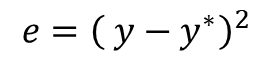 e = ( y − y*)²